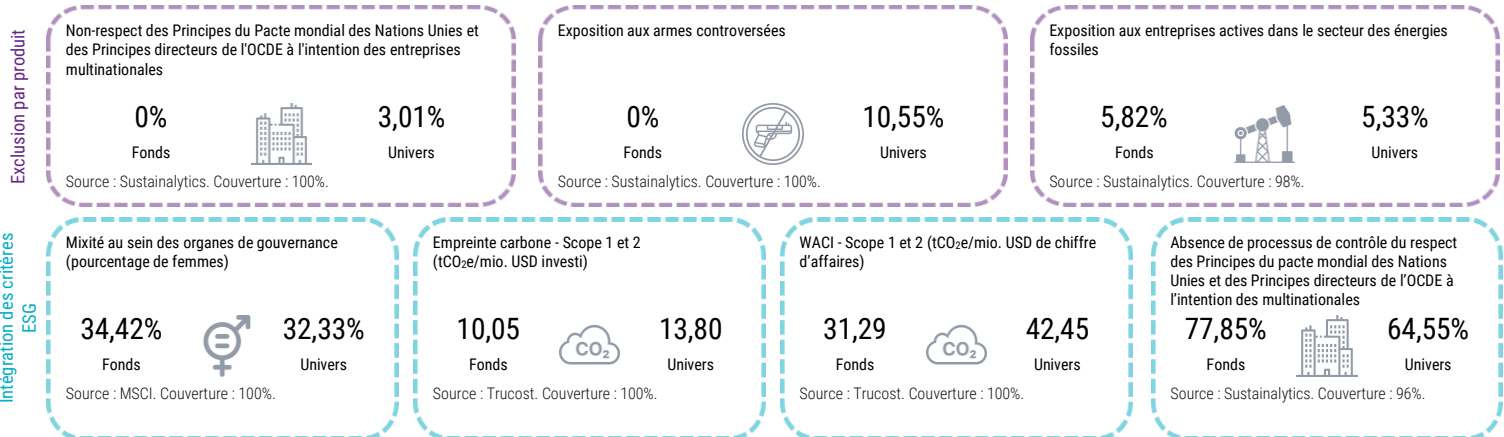 Exclusion par produit
Non-respect des Principes du Pacte mondial des Nations Unies et
des Principes directeurs de l'OCDE à l'intention des entreprises
multinationales
0%
Fonds
3,01%
Univers
Source : Sustainalytics. Couverture : 100%.
Exposition aux armes controversées
0%
Fonds
10,55%
Univers
Source : Sustainalytics. Couverture : 100%.
Exposition aux entreprises actives dans le secteur des énergies
fossiles
5,82%
Fonds
5,33%
Univers
Source : Sustainalytics. Couverture : 98%.
Intégration des critères
ESG
Mixité au sein des organes de gouvernance
(pourcentage de femmes)
34,42%
Fonds
32,33%
Univers
Source : MSCI. Couverture : 100%.
Empreinte carbone - Scope 1 et 2
(tCO₂e/mio. USD investi)
10,05
Fonds
CO₂
13,80
Univers
Source : Trucost. Couverture : 100%.
WACI - Scope 1 et 2 (tCO₂e/mio. USD de chiffre
d’affaires)
31,29
Fonds
CO₂
42,45
Univers
Source : Trucost. Couverture : 100%.
Absence de processus de contrôle du respect
des Principes du pacte mondial des Nations
Unies et des Principes directeurs de l’OCDE à
l’intention des multinationales
77,85%
Fonds
64,55%
Univers
Source : Sustainalytics. Couverture : 96%.